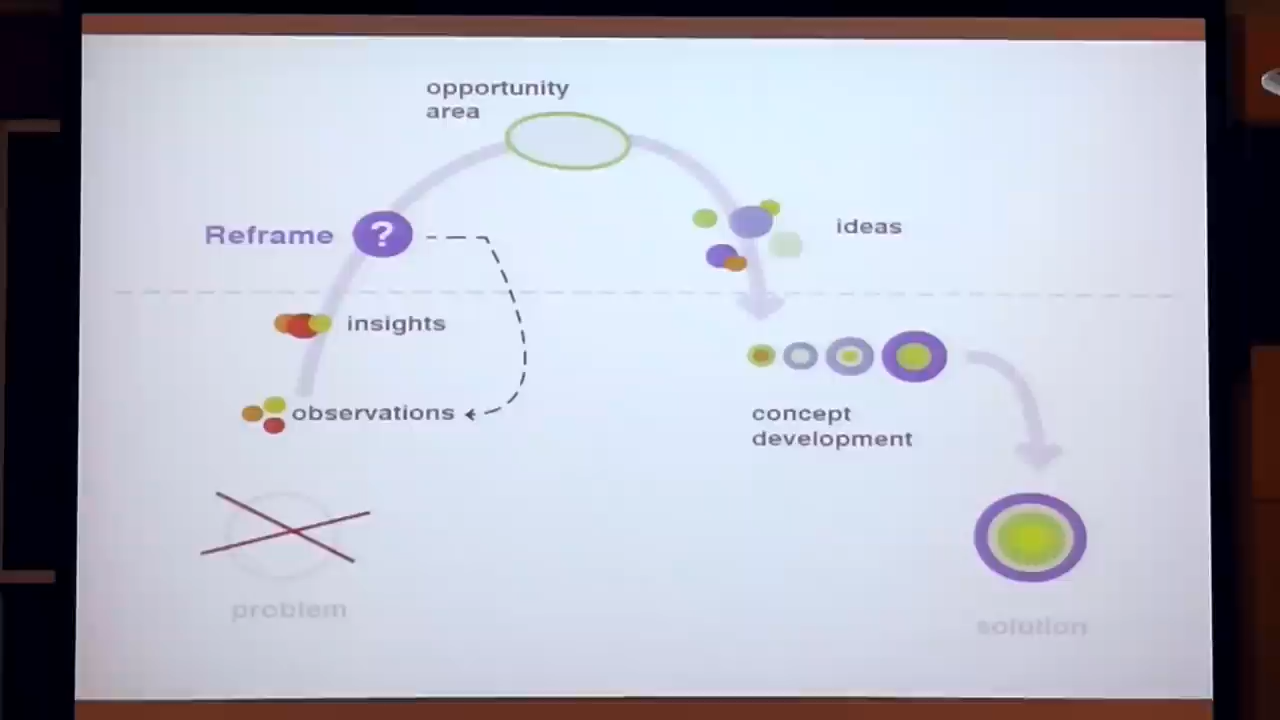 opportunity
area
Reframe
?
ideas
insights
observations
concept
development
problem
solution